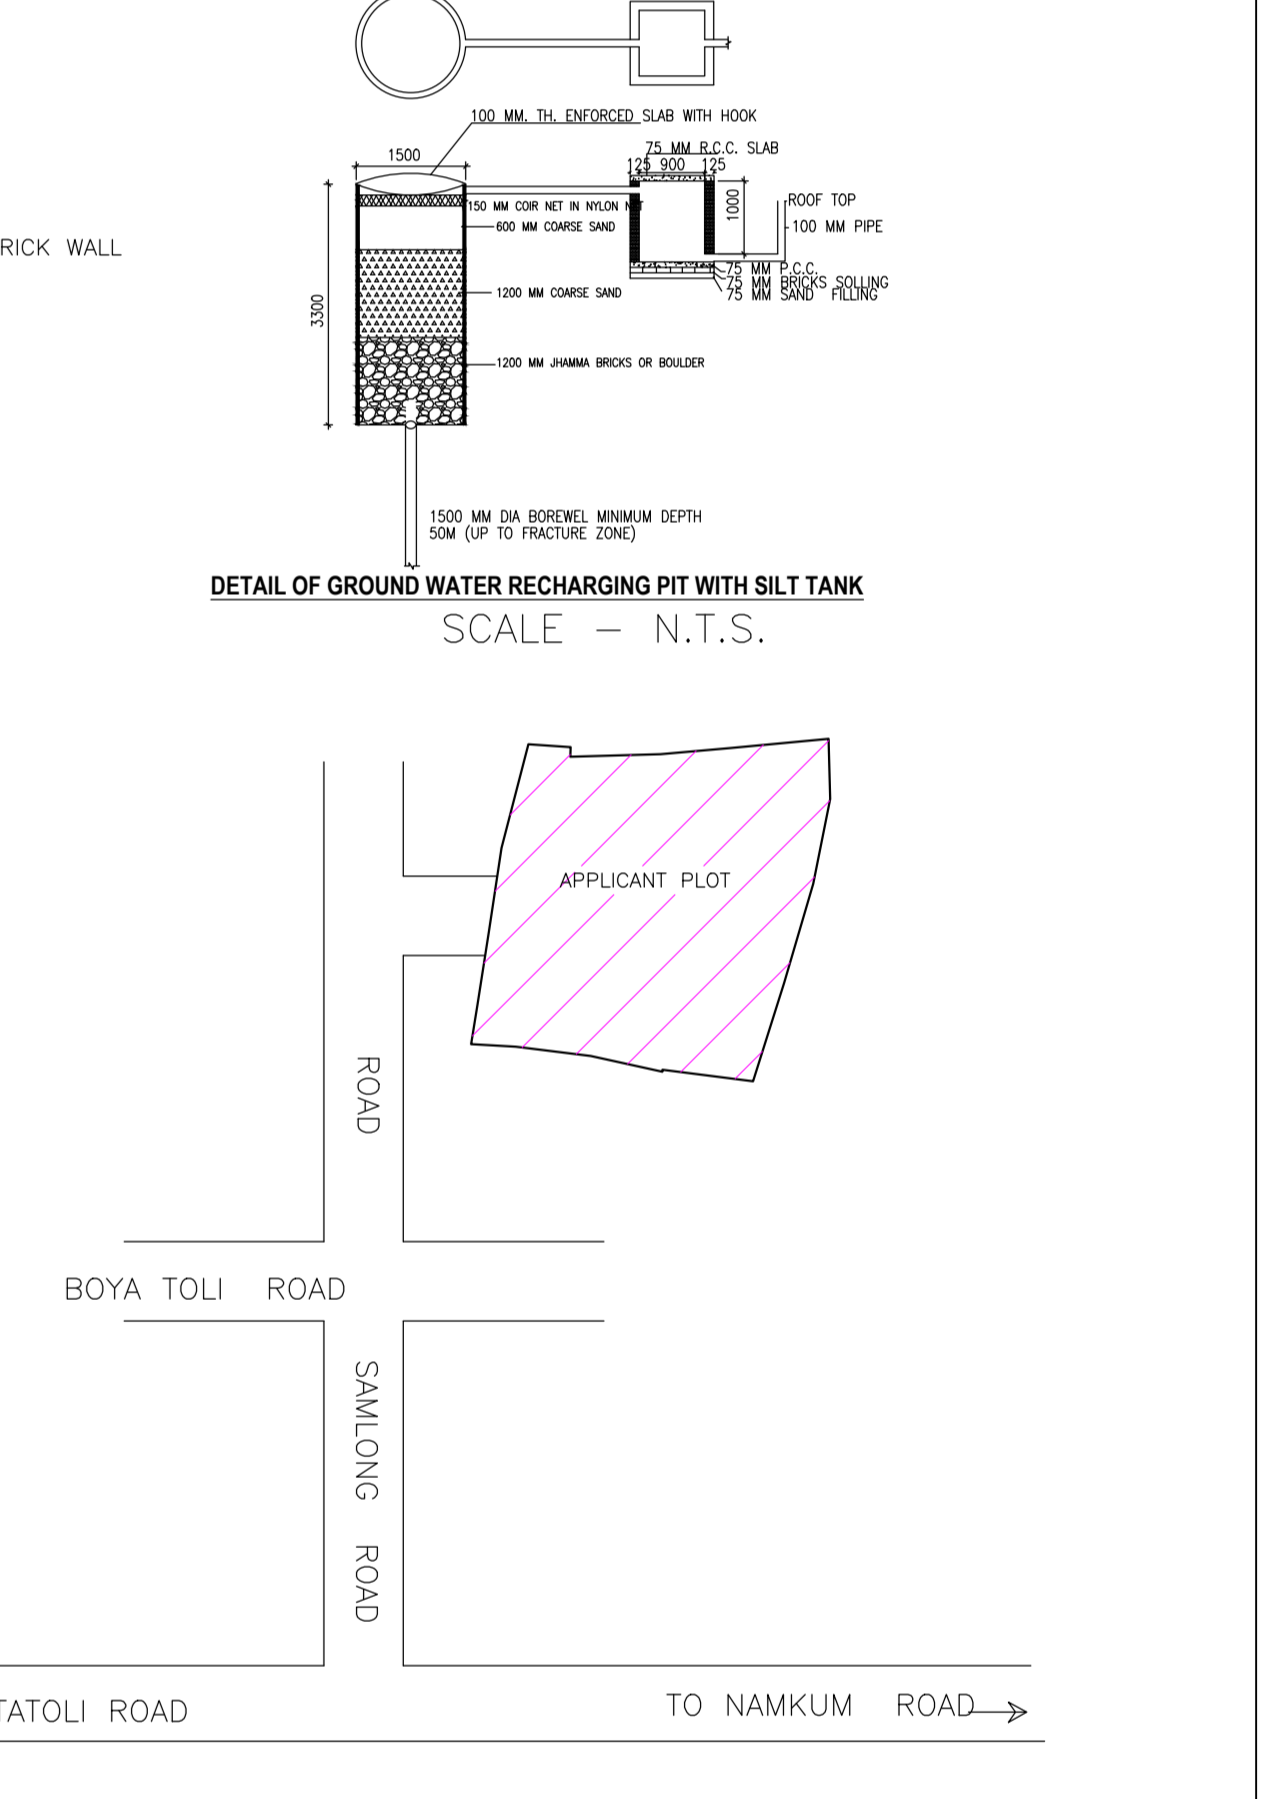 100 MM. TH. ENFORCED SLAB WITH HOOK
75 MM R.C.C. SLAB
1500
125 900 125
1000
ROOF TOP
150 MM COIR NET IN NYLON NET
600 MM COARSE SAND
100 MM PIPE
RICK WALL
75 MM P.C.C.
75 MM BRICKS SOLLING
75 MM SAND FILLING
1200 MM COARSE SAND
3300
1200 MM JHAMMA BRICKS OR BOULDER
1500 MM DIA BOREWEL MINIMUM DEPTH
50M (UP TO FRACTURE ZONE)
DETAIL OF GROUND WATER RECHARGING PIT WITH SILT TANK
SCALE - N.T.S.
APPLICANT PLOT
ROAD
BOYA TOLI ROAD
SAMLONG ROAD
TATOLI ROAD
TO NAMKUM ROAD